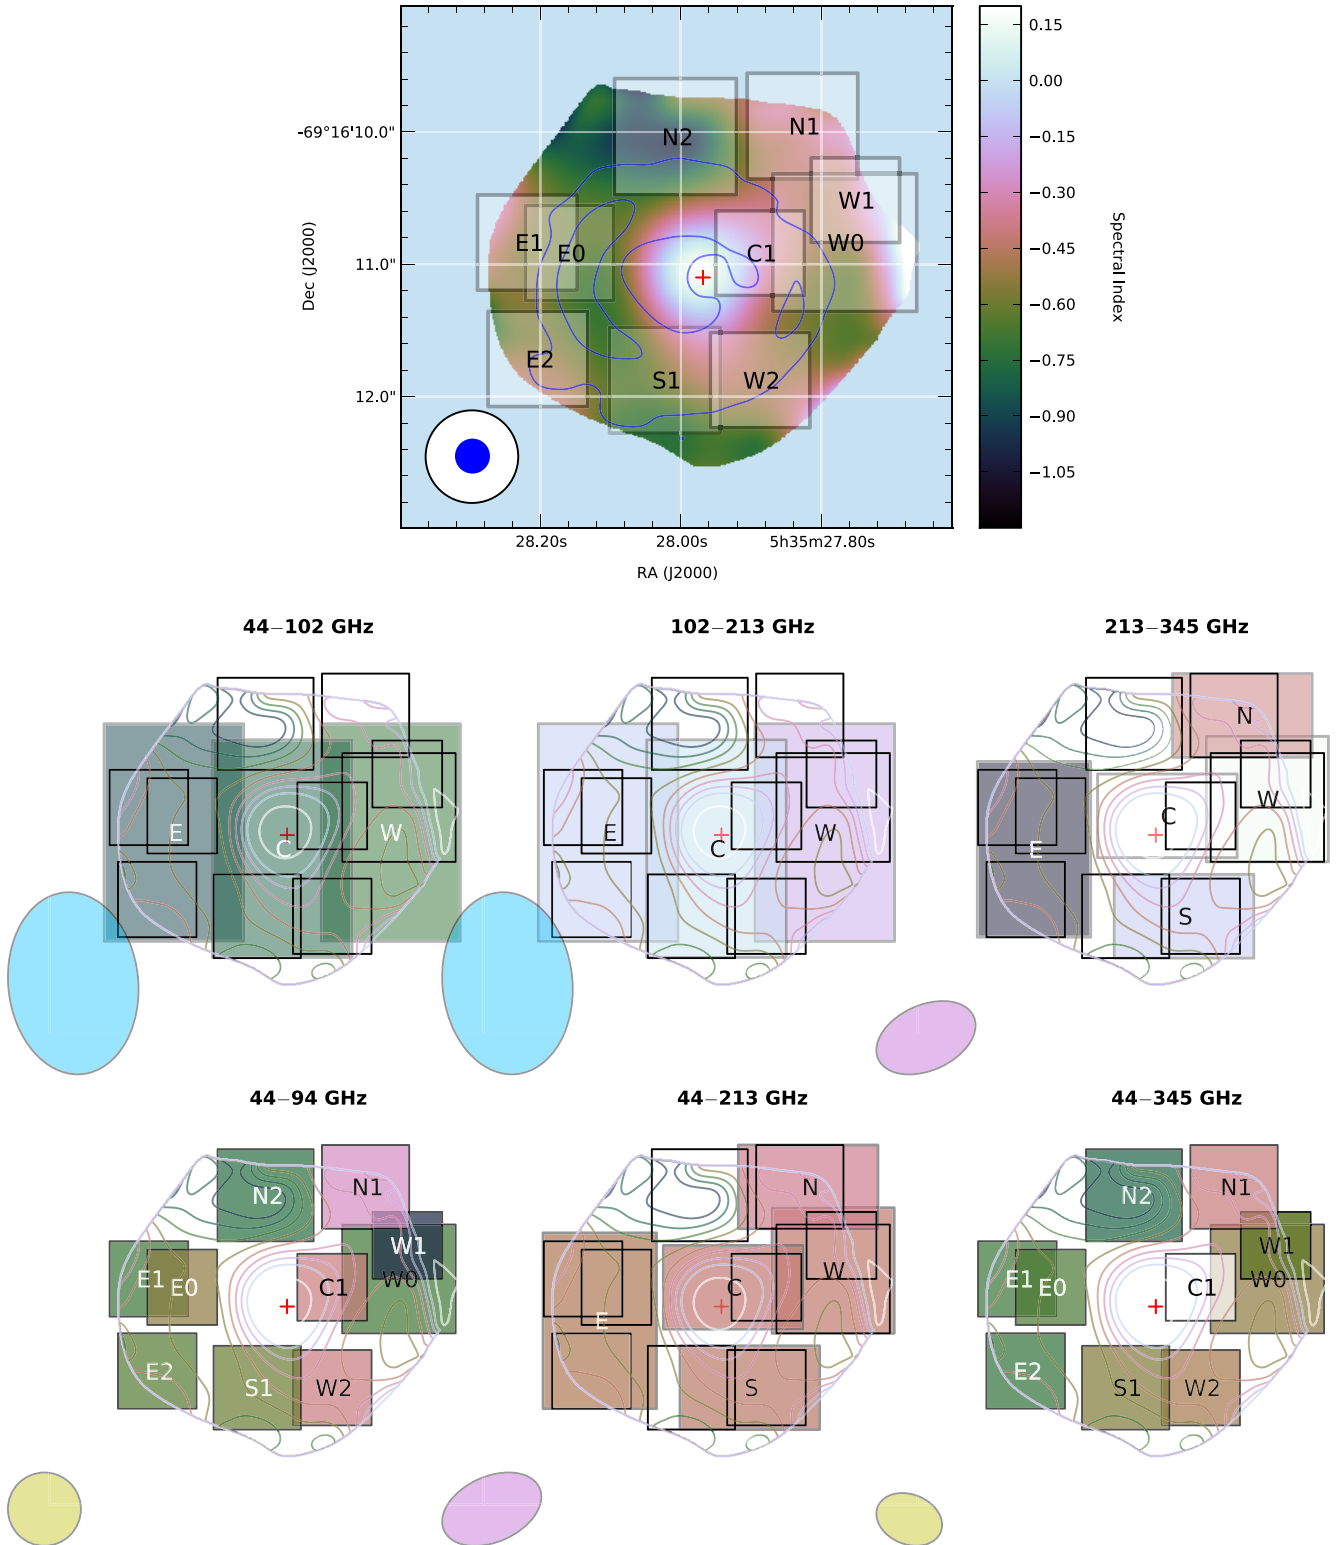 0.15
0.00
−0.15
−0.30
−0.45
−0.60
−0.75
−0.90
−1.05
Spectral Index
-69°16'10.0"
11.0"
12.0"
Dec (J2000)
N2
N1
W1
E1
E0
C1
W0
E2
S1
W2
28.20s
28.00s
5h35m27.80s
RA (J2000)
44−102 GHz
102−213 GHz
213−345 GHz
E
C
W
E
C
W
N
W
C
E
S
44−94 GHz
44−213 GHz
44−345 GHz
N2
N1
W1
E1
E0
C1
W0
E2
S1
W2
N
W
C
E
S
N2
N1
W1
E1
E0
C1
W0
E2
S1
W2